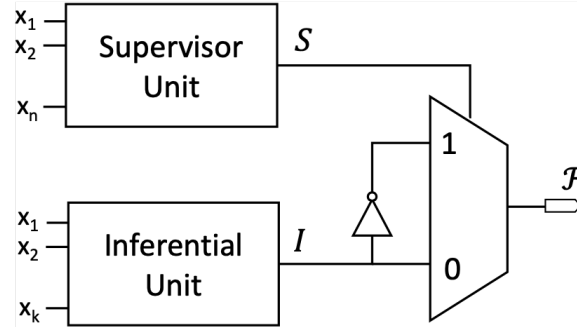 x₁
x₂
xₙ
Supervisor
Unit
S
1
0
ℱ
x₁
x₂
xₖ
Inferential
Unit
I